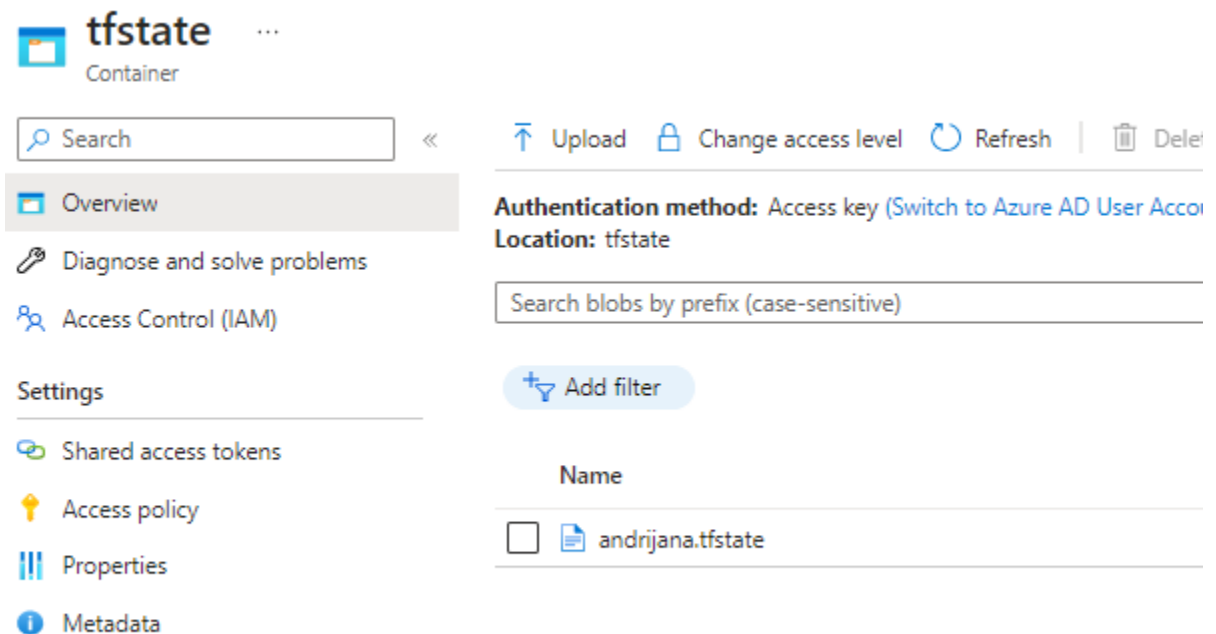 tfstate ...
Container
Search
«
Upload Change access level Refresh Delet
Overview
Authentication method: Access key (Switch to Azure AD User Accou
Location: tfstate
Diagnose and solve problems
Search blobs by prefix (case-sensitive)
Access Control (IAM)
Add filter
Settings
Shared access tokens
Name
Access policy
andrijana.tfstate
Properties
Metadata